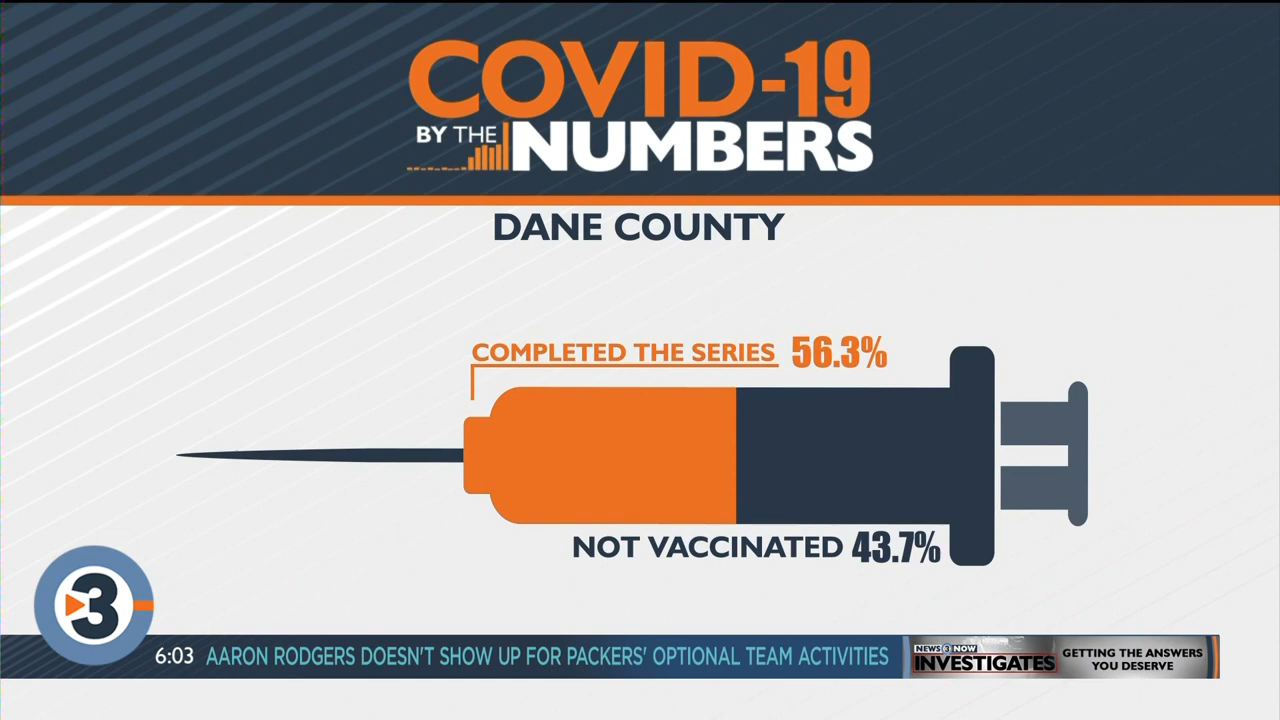 COVID-19
BY THE NUMBERS
DANE COUNTY
COMPLETED THE SERIES 56.3%
NOT VACCINATED 43.7%
3
6:03 AARON RODGERS DOESN'T SHOW UP FOR PACKERS' OPTIONAL TEAM ACTIVITIES
NEWS 3 NOW
INVESTIGATES
GETTING THE ANSWERS
YOU DESERVE